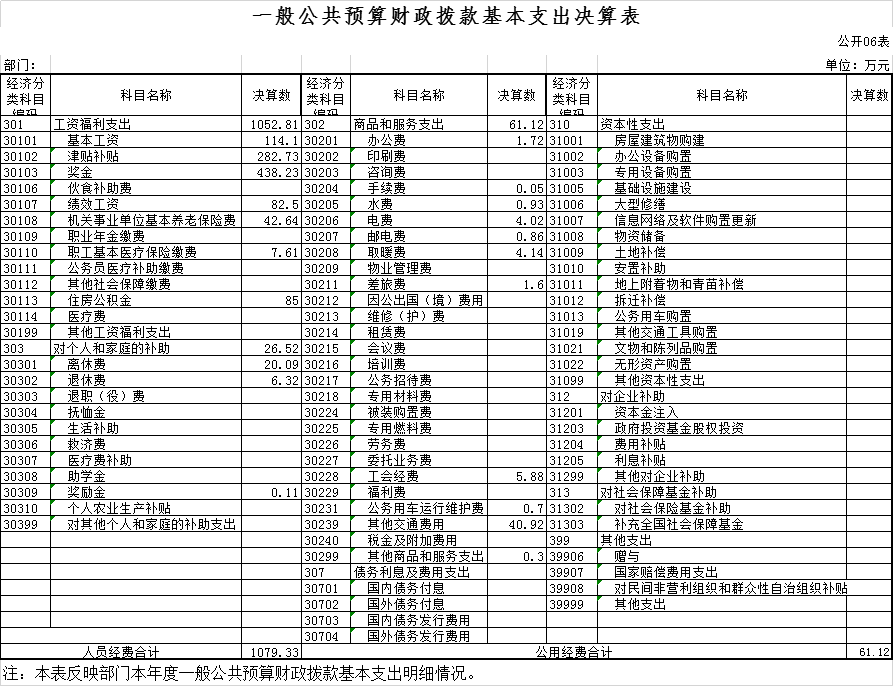 一般公共预算财政拨款基本支出决算表
公开06表
部门： 单位：万元
经济分类科目编码 科目名称 决算数 经济分类科目编码 科目名称 决算数 经济分类科目编码 科目名称 决算数
301 工资福利支出 1052.81 302 商品和服务支出 61.12 310 资本性支出
30101 基本工资 114.1 30201 办公费 1.72 31001 房屋建筑物购建
30102 津贴补贴 282.73 30202 印刷费 31002 办公设备购置
30103 奖金 438.23 30203 咨询费 31003 专用设备购置
30106 伙食补助费 30204 手续费 0.05 31005 基础设施建设
30107 绩效工资 82.5 30205 水费 0.93 31006 大型修缮
30108 机关事业单位基本养老保险费 42.64 30206 电费 4.02 31007 信息网络及软件购置更新
30109 职业年金缴费 30207 邮电费 0.86 31008 物资储备
30110 职工基本医疗保险缴费 7.61 30208 取暖费 4.14 31009 土地补偿
30111 公务员医疗补助缴费 30209 物业管理费 31010 安置补助
30112 其他社会保障缴费 30211 差旅费 1.6 31011 地上附着物和青苗补偿
30113 住房公积金 85 30212 因公出国（境）费用 31012 拆迁补偿
30114 医疗费 30213 维修（护）费 31013 公务用车购置
30199 其他工资福利支出 30214 租赁费 31019 其他交通工具购置
303 对个人和家庭的补助 26.52 30215 会议费 31021 文物和陈列品购置
30301 离休费 20.09 30216 培训费 31022 无形资产购置
30302 退休费 6.32 30217 公务招待费 31099 其他资本性支出
30303 退职（役）费 30218 专用材料费 312 对企业补助
30304 抚恤金 30224 被装购置费 31201 资本金注入
30305 生活补助 30225 专用燃料费 31203 政府投资基金股权投资
30306 救济费 30226 劳务费 31204 费用补贴
30307 医疗费补助 30227 委托业务费 31205 利息补贴
30308 助学金 30228 工会经费 5.88 31299 其他对企业补助
30309 奖励金 0.11 30229 福利费 313 对社会保障基金补助
30310 个人农业生产补贴 30231 公务用车运行维护费 0.7 31302 对社会保险基金补助
30399 对其他个人和家庭的补助支出 30239 其他交通费用 40.92 31303 补充全国社会保障基金
30240 税金及附加费用 399 其他支出
30299 其他商品和服务支出 0.3 39906 赠与
307 债务利息及费用支出 39907 国家赔偿费用支出
30701 国内债务付息 39908 对民间非营利组织和群众性自治组织补贴
30702 国外债务付息 39999 其他支出
30703 国内债务发行费用
30704 国外债务发行费用
人员经费合计 1079.33 公用经费合计 61.12
注：本表反映部门本年度一般公共预算财政拨款基本支出明细情况。